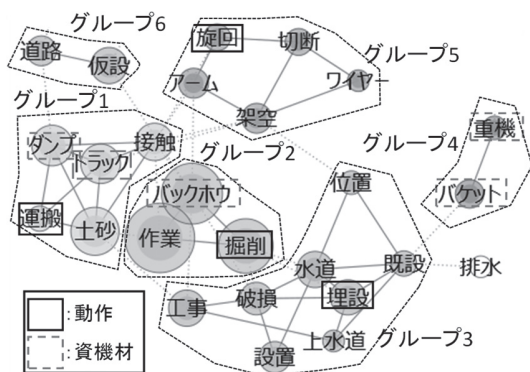 グループ6
道路
仮設
旋回
切断
グループ5
アーム
ワイヤー
架空
グループ1
ダンプ
接触
トラック
運搬
土砂
グループ2
バックホウ
作業
掘削
グループ4
重機
バケット
位置
水道
既設
排水
工事
破損
埋設
上水道
設置
グループ3
:動作
:資機材